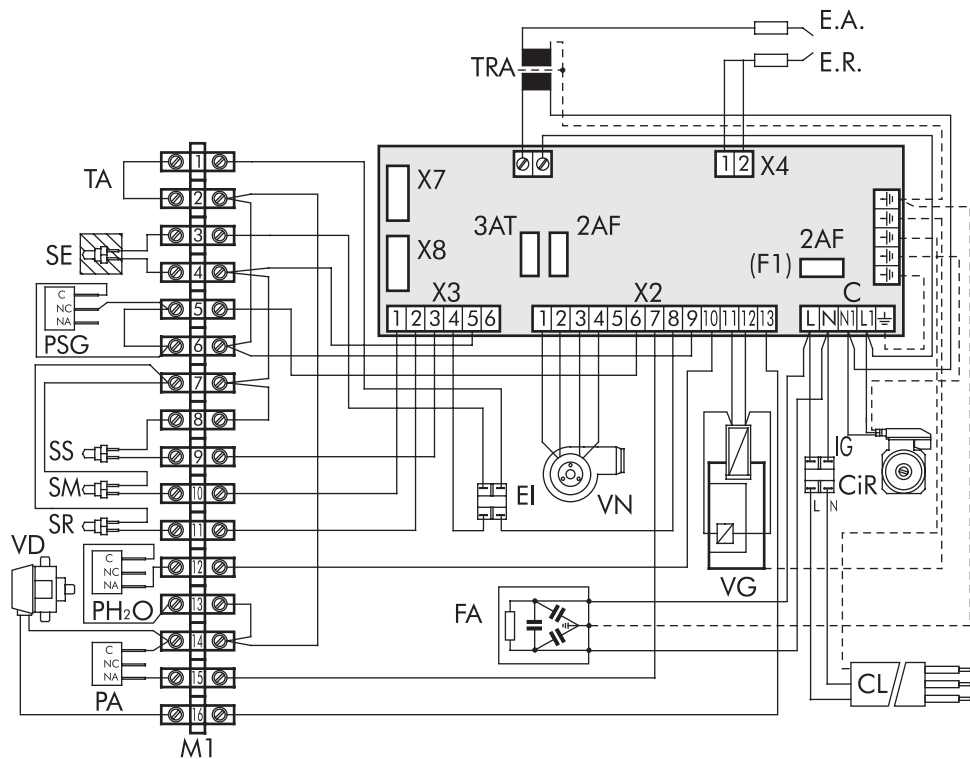 E.A.
E.R.
TRA
TA
1
2
1 2 X4
X7
X8
SE
3
4
3AT 2AF
2AF
(F1)
C
X3 X2
C
NC
NA
PSG
5
6
1 2 3 4 5 6
1 2 3 4 5 6 7 8 9 10 11 12 13
L N N1 L1
7
8
SS
9
SM
10
SR
11
EI
VN
VG
IG
CiR
L N
VD
C
NC
NA
PH2O
12
13
FA
14
C
NC
NA
PA
15
16
M1
CL